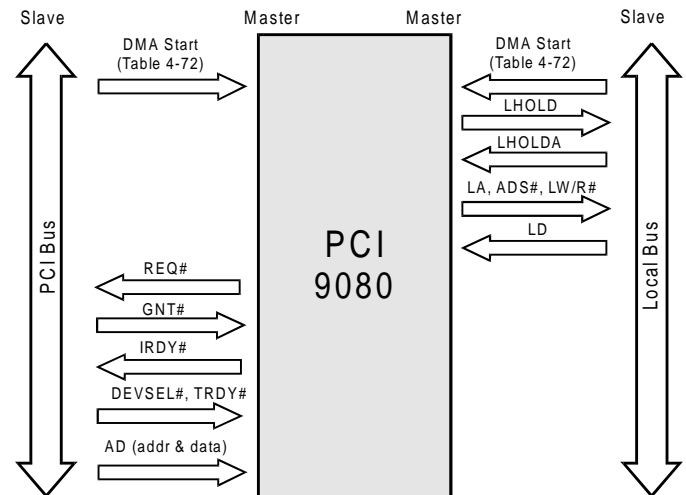 Slave Master Master Slave
DMA Start
(Table 4-72)
DMA Start
(Table 4-72)
LHOLD
LHOLDA
LA, ADS#, LW/R#
LD
PCI
9080
PCI Bus
Local Bus
REQ#
GNT#
IRDY#
DEVSEL#, TRDY#
AD (addr & data)